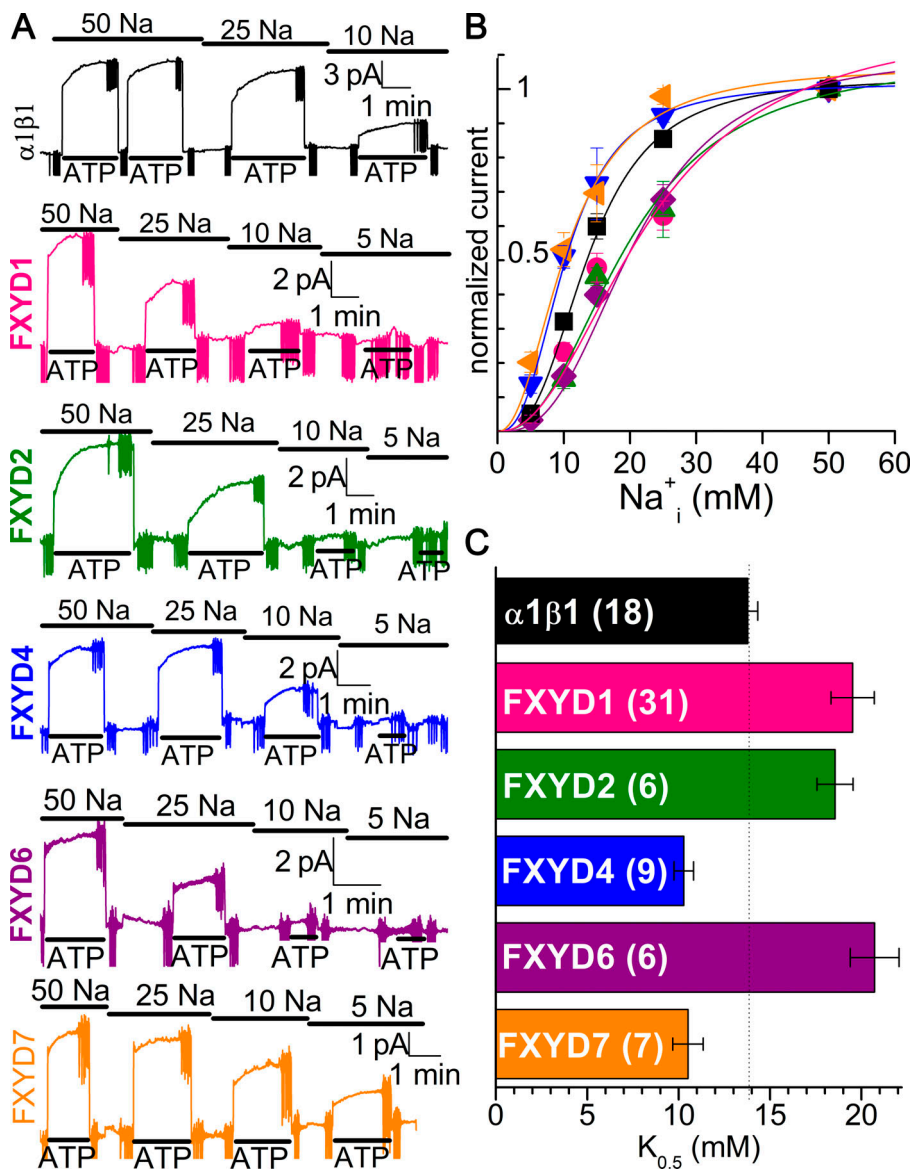 A
50 Na
25 Na
10 Na
3 pA
1 min
α1β1
ATP
ATP
ATP
ATP
50 Na
25 Na
10 Na
5 Na
2 pA
1 min
FXYD1
ATP
ATP
ATP
ATP
50 Na
25 Na
10 Na
5 Na
2 pA
1 min
FXYD2
ATP
ATP
ATP
ATP
50 Na
25 Na
10 Na
5 Na
2 pA
1 min
FXYD4
ATP
ATP
ATP
ATP
50 Na
25 Na
10 Na
5 Na
2 pA
1 min
FXYD6
ATP
ATP
ATP
ATP
50 Na
25 Na
10 Na
5 Na
1 pA
1 min
FXYD7
ATP
ATP
ATP
ATP
B
1
0.5
normalized current
0 10 20 30 40 50 60
Na+i (mM)
C
α1β1 (18)
FXYD1 (31)
FXYD2 (6)
FXYD4 (9)
FXYD6 (6)
FXYD7 (7)
0 5 10 15 20
K0.5 (mM)